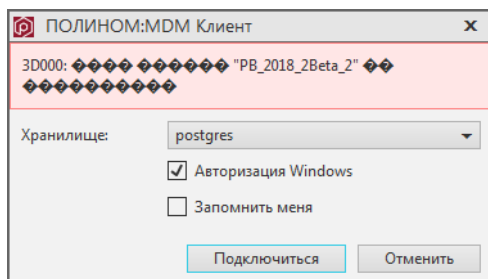 ПОЛИНОМ:MDM Клиент
3D000: ���� ������ "PB_2018_2Beta_2" ��
����������
Хранилище:
postgres
Авторизация Windows
Запомнить меня
Подключиться
Отменить